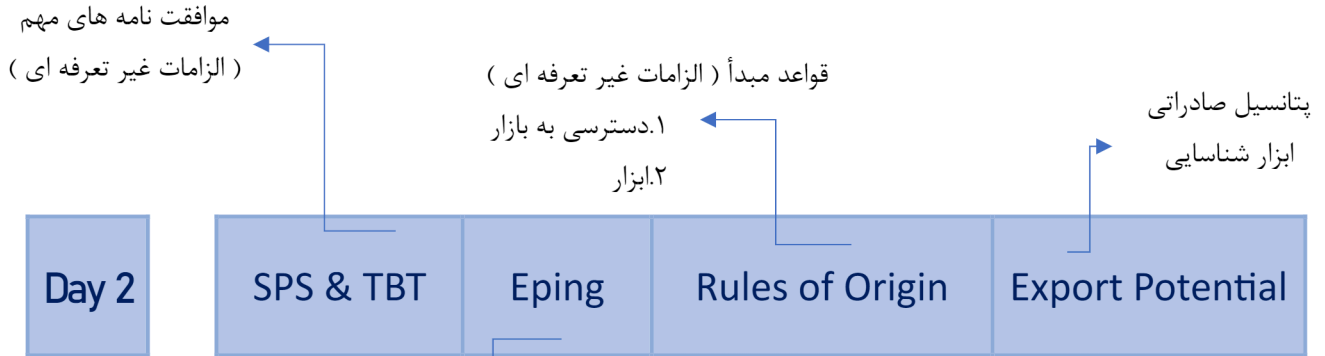 موافقت نامه های مهم
( الزامات غیر تعرفه ای )
قواعد مبدأ ( الزامات غیر تعرفه ای )
۱.دسترسی به بازار
۲.ابزار
پتانسیل صادراتی
ابزار شناسایی
Day 2
SPS & TBT
Eping
Rules of Origin
Export Potential